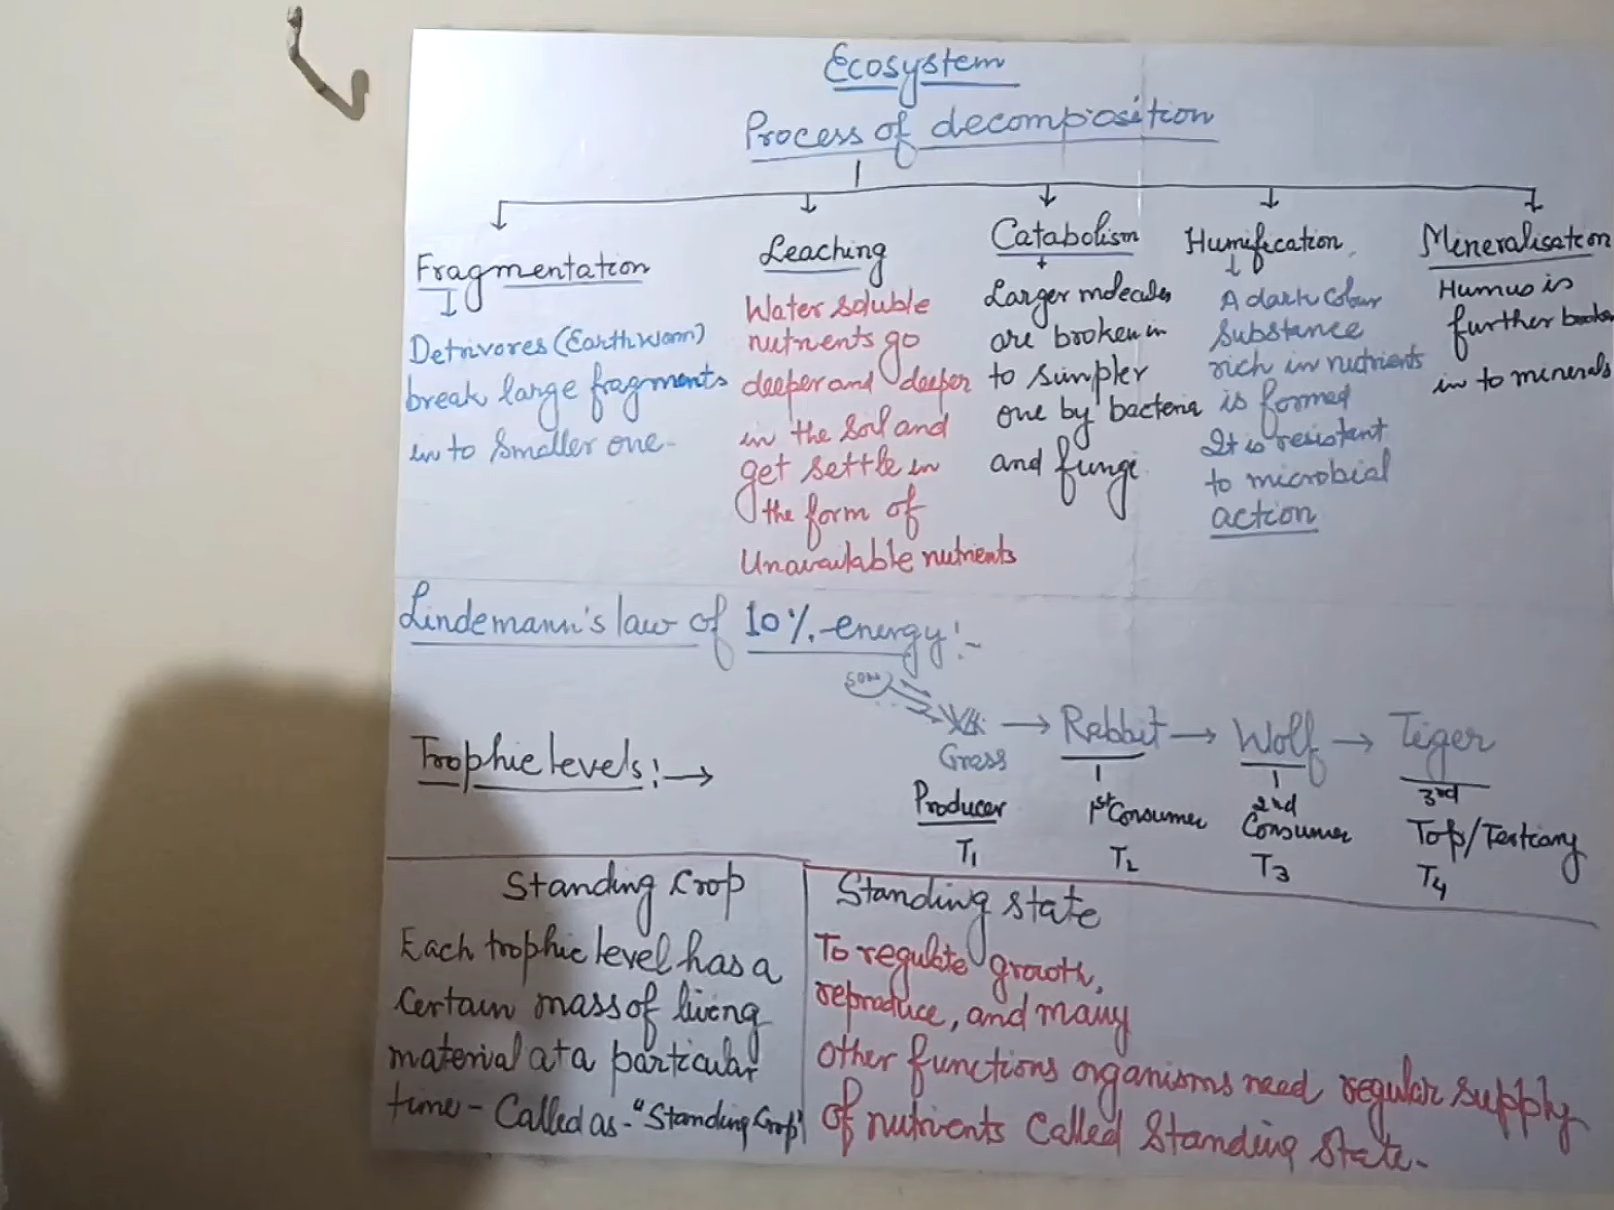 Ecosystem
Process of decomposition
Fragmentation
Detrivores (Earthworm)
break large fragments
in to smaller one-
Leaching
Water soluble
nutrients go
deeper and deeper
in the soil and
get settle in
the form of
Unavailable nutrients
Catabolism
Larger molecules
are broken in
to simpler
one by bacteria
and fungi
Humification,
A dark colour
substance
rich in nutrients
is formed
It is resistant
to microbial
action
Mineralisation
Humus is
further broken
in to minerals
Lindemann's law of 10% energy:-
Trophic levels:→
Grass → Rabbit → Wolf → Tiger
Producer
T1
1st Consumer
T2
2nd
Consumer
T3
3rd
Top/Tertiary
T4
Standing Crop
Each trophic level has a
certain mass of living
material at a particular
time - Called as - "Standing Crop"
Standing state
To regulate growth,
reproduce, and many
other functions organisms need regular supply
of nutrients called Standing State.